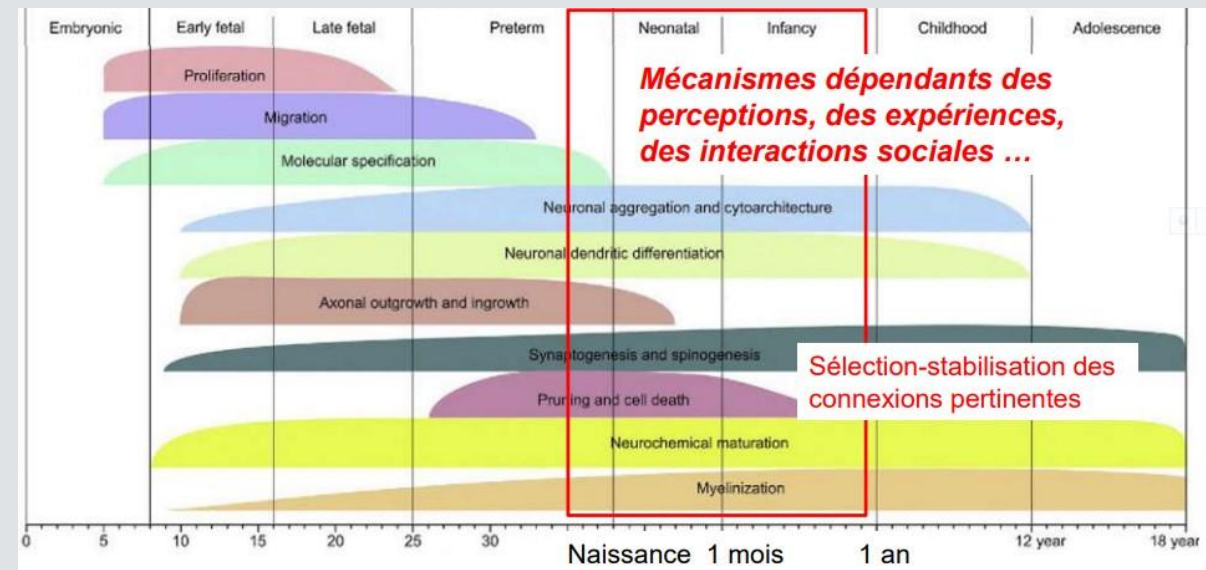 Embryonic Early fetal Late fetal Preterm Neonatal Infancy Childhood Adolescence
Proliferation
Mécanismes dépendants des
perceptions, des expériences,
des interactions sociales ...
Migration
Molecular specification
Neuronal aggregation and cytoarchitecture
Neuronal dendritic differentiation
Axonal outgrowth and ingrowth
Synaptogenesis and spinogenesis
Sélection-stabilisation des
connexions pertinentes
Pruning and cell death
Neurochemical maturation
Myelinization
0 5 10 15 20 25 30 12 year 18 year
Naissance 1 mois 1 an